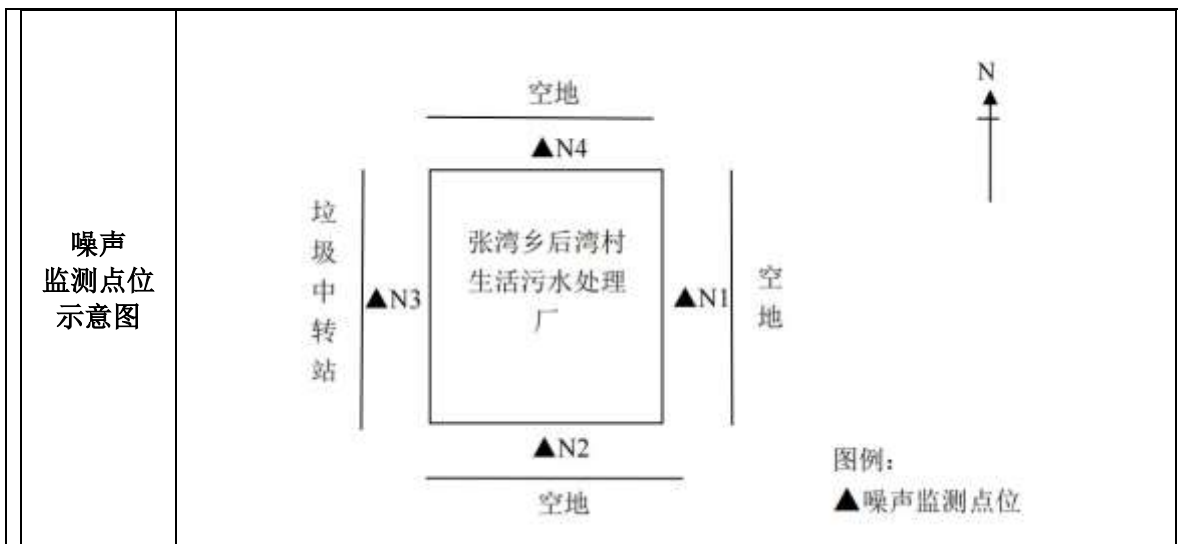 噪声
监测点位
示意图
空地
N
▲N4
垃圾中转站
张湾乡后湾村
生活污水处理
厂
▲N3
▲N1
空地
▲N2
空地
图例：
▲噪声监测点位